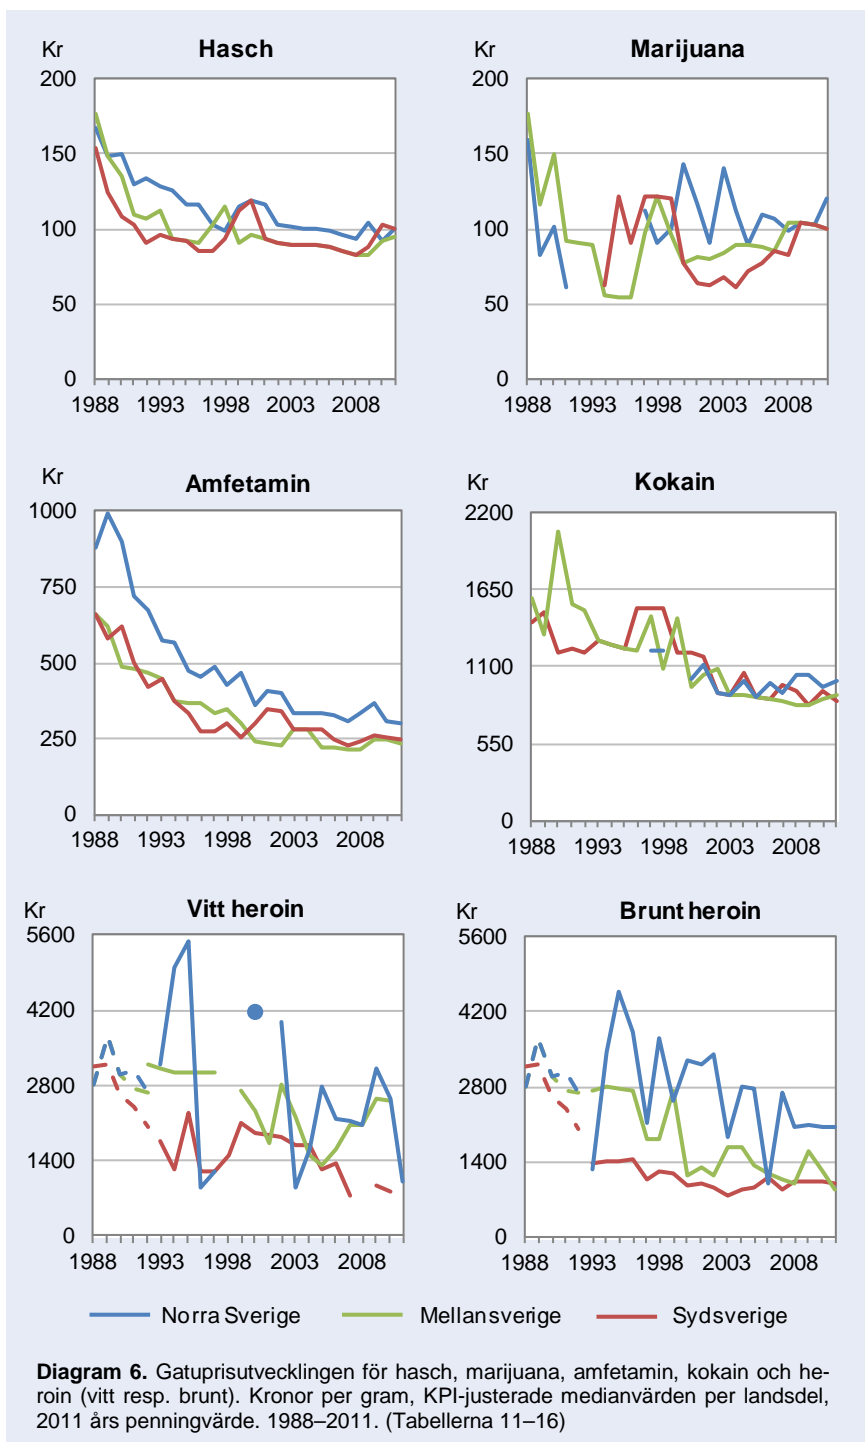 Kr
Hasch
200
150
100
50
0
1988 1993 1998 2003 2008
Marijuana
Kr
200
150
100
50
0
1988 1993 1998 2003 2008
Kr
Amfetamin
1000
750
500
250
0
1988 1993 1998 2003 2008
Kr
Kokain
2200
1650
1100
550
0
1988 1993 1998 2003 2008
Kr
Vitt heroin
5600
4200
2800
1400
0
1988 1993 1998 2003 2008
Kr
Brunt heroin
5600
4200
2800
1400
0
1988 1993 1998 2003 2008
Norra Sverige Mellansverige Sydsverige
Diagram 6. Gatuprisutvecklingen för hasch, marijuana, amfetamin, kokain och he-
roin (vitt resp. brunt). Kronor per gram, KPI-justerade medianvärden per landsdel,
2011 års penningvärde. 1988–2011. (Tabellerna 11–16)